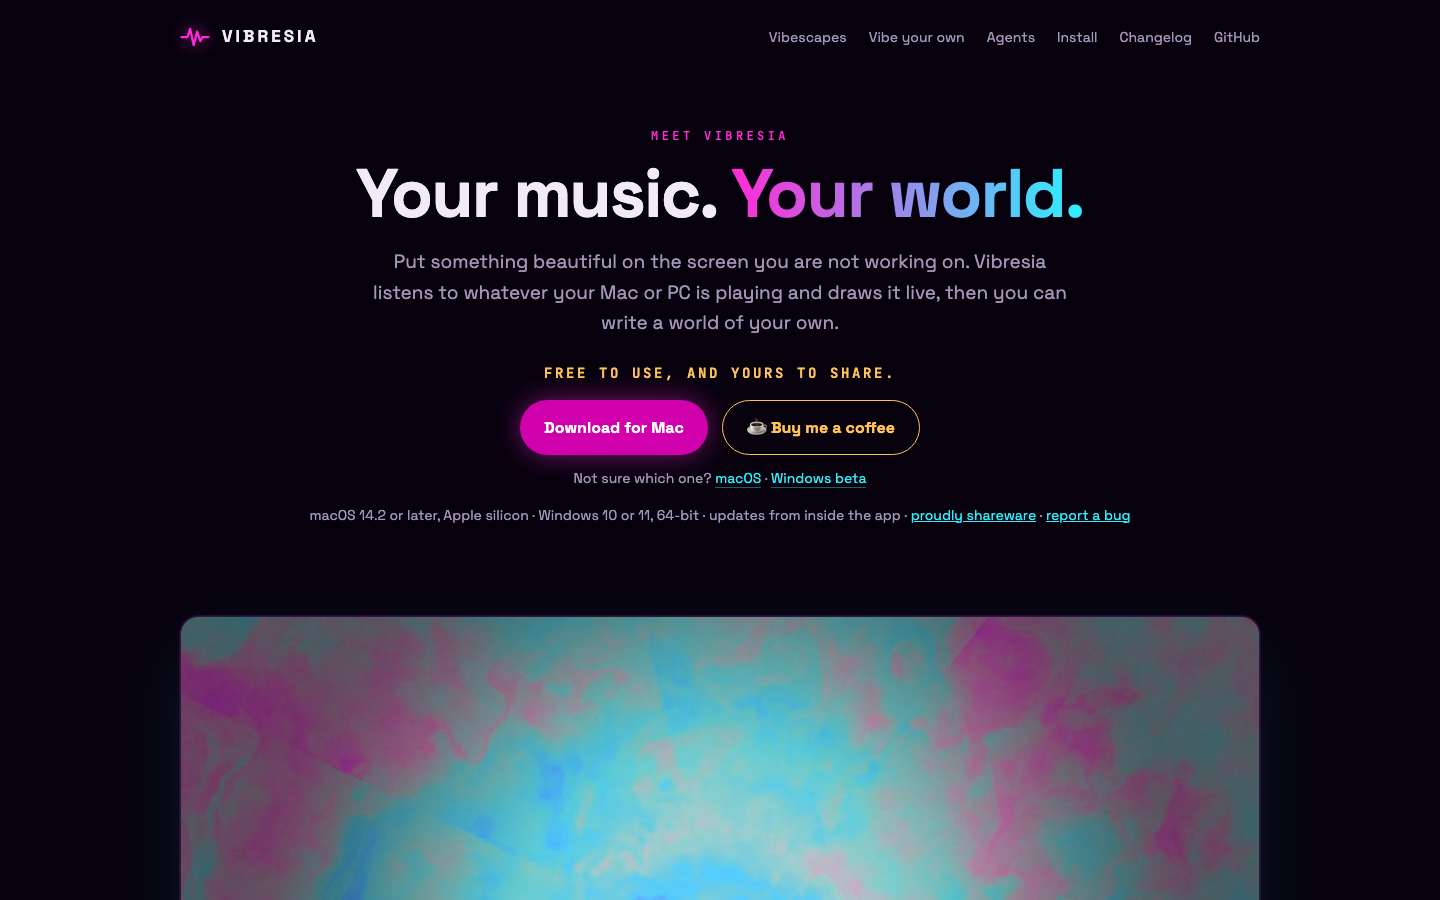 VIBRESIA
Vibescapes Vibe your own Agents Install Changelog GitHub
MEET VIBRESIA
Your music. Your world.
Put something beautiful on the screen you are not working on. Vibresia
listens to whatever your Mac or PC is playing and draws it live, then you can
write a world of your own.
FREE TO USE, AND YOURS TO SHARE.
Download for Mac
☕ Buy me a coffee
Not sure which one? macOS · Windows beta
macOS 14.2 or later, Apple silicon · Windows 10 or 11, 64-bit · updates from inside the app · proudly shareware · report a bug